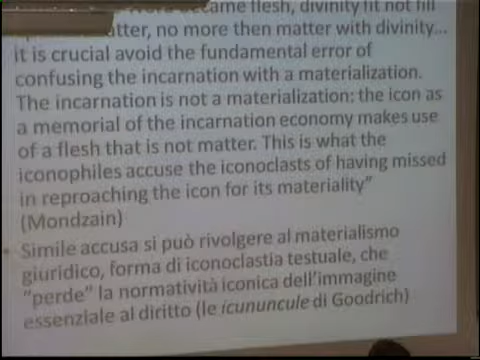 became flesh, divinity fit not fill
matter, no more then matter with divinity...
it is crucial avoid the fundamental error of
confusing the incarnation with a materialization.
The incarnation is not a materialization: the icon as
a memorial of the incarnation economy makes use
of a flesh that is not matter. This is what the
iconophiles accuse the iconoclasts of having missed
in reproaching the icon for its materiality”
(Mondzain)
• Simile accusa si può rivolgere al materialismo
giuridico, forma di iconoclastia testuale, che
“perde” la normatività iconica dell’immagine
essenziale al diritto (le icununcule di Goodrich)